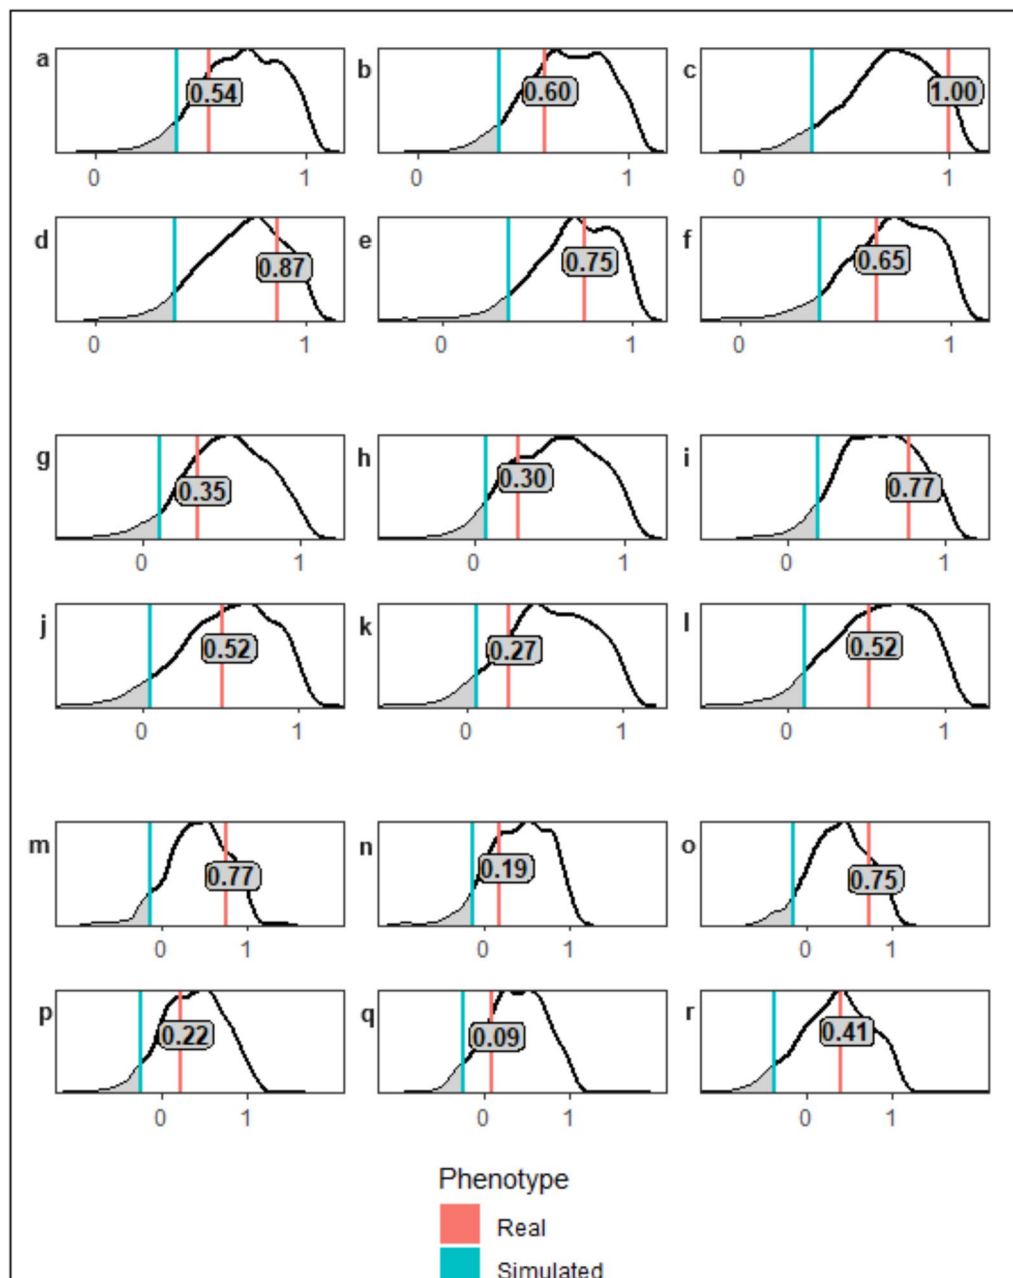 a 0.54 b 0.60 c 1.00
0 1 0 1 0 1
d 0.87 e 0.75 f 0.65
0 1 0 1 0 1
g 0.35 h 0.30 i 0.77
0 1 0 1 0 1
j 0.52 k 0.27 l 0.52
0 1 0 1 0 1
m 0.77 n 0.19 o 0.75
0 1 0 1 0 1
p 0.22 q 0.09 r 0.41
0 1 0 1 0 1
Phenotype
Real
Simulated